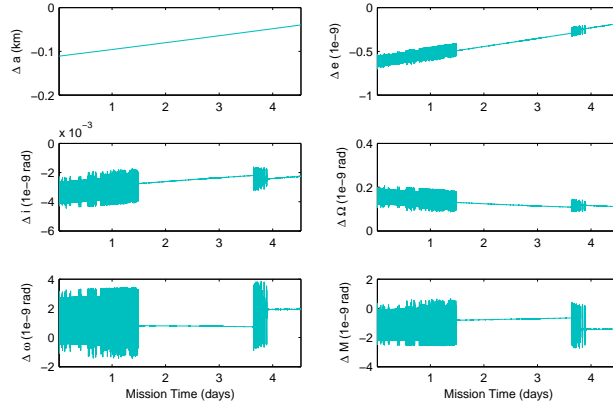 0
-0.1
-0.2
1 2 3 4
Δ a (km)
0
-0.5
-1
1 2 3 4
Δ e (1e-9)
x 10⁻³
0
-2
-4
-6
1 2 3 4
Δ i (1e-9 rad)
0.4
0.2
0
1 2 3 4
Δ Ω (1e-9 rad)
4
2
0
-2
1 2 3 4
Δ ω (1e-9 rad)
Mission Time (days)
2
0
-2
-4
1 2 3 4
Δ M (1e-9 rad)
Mission Time (days)